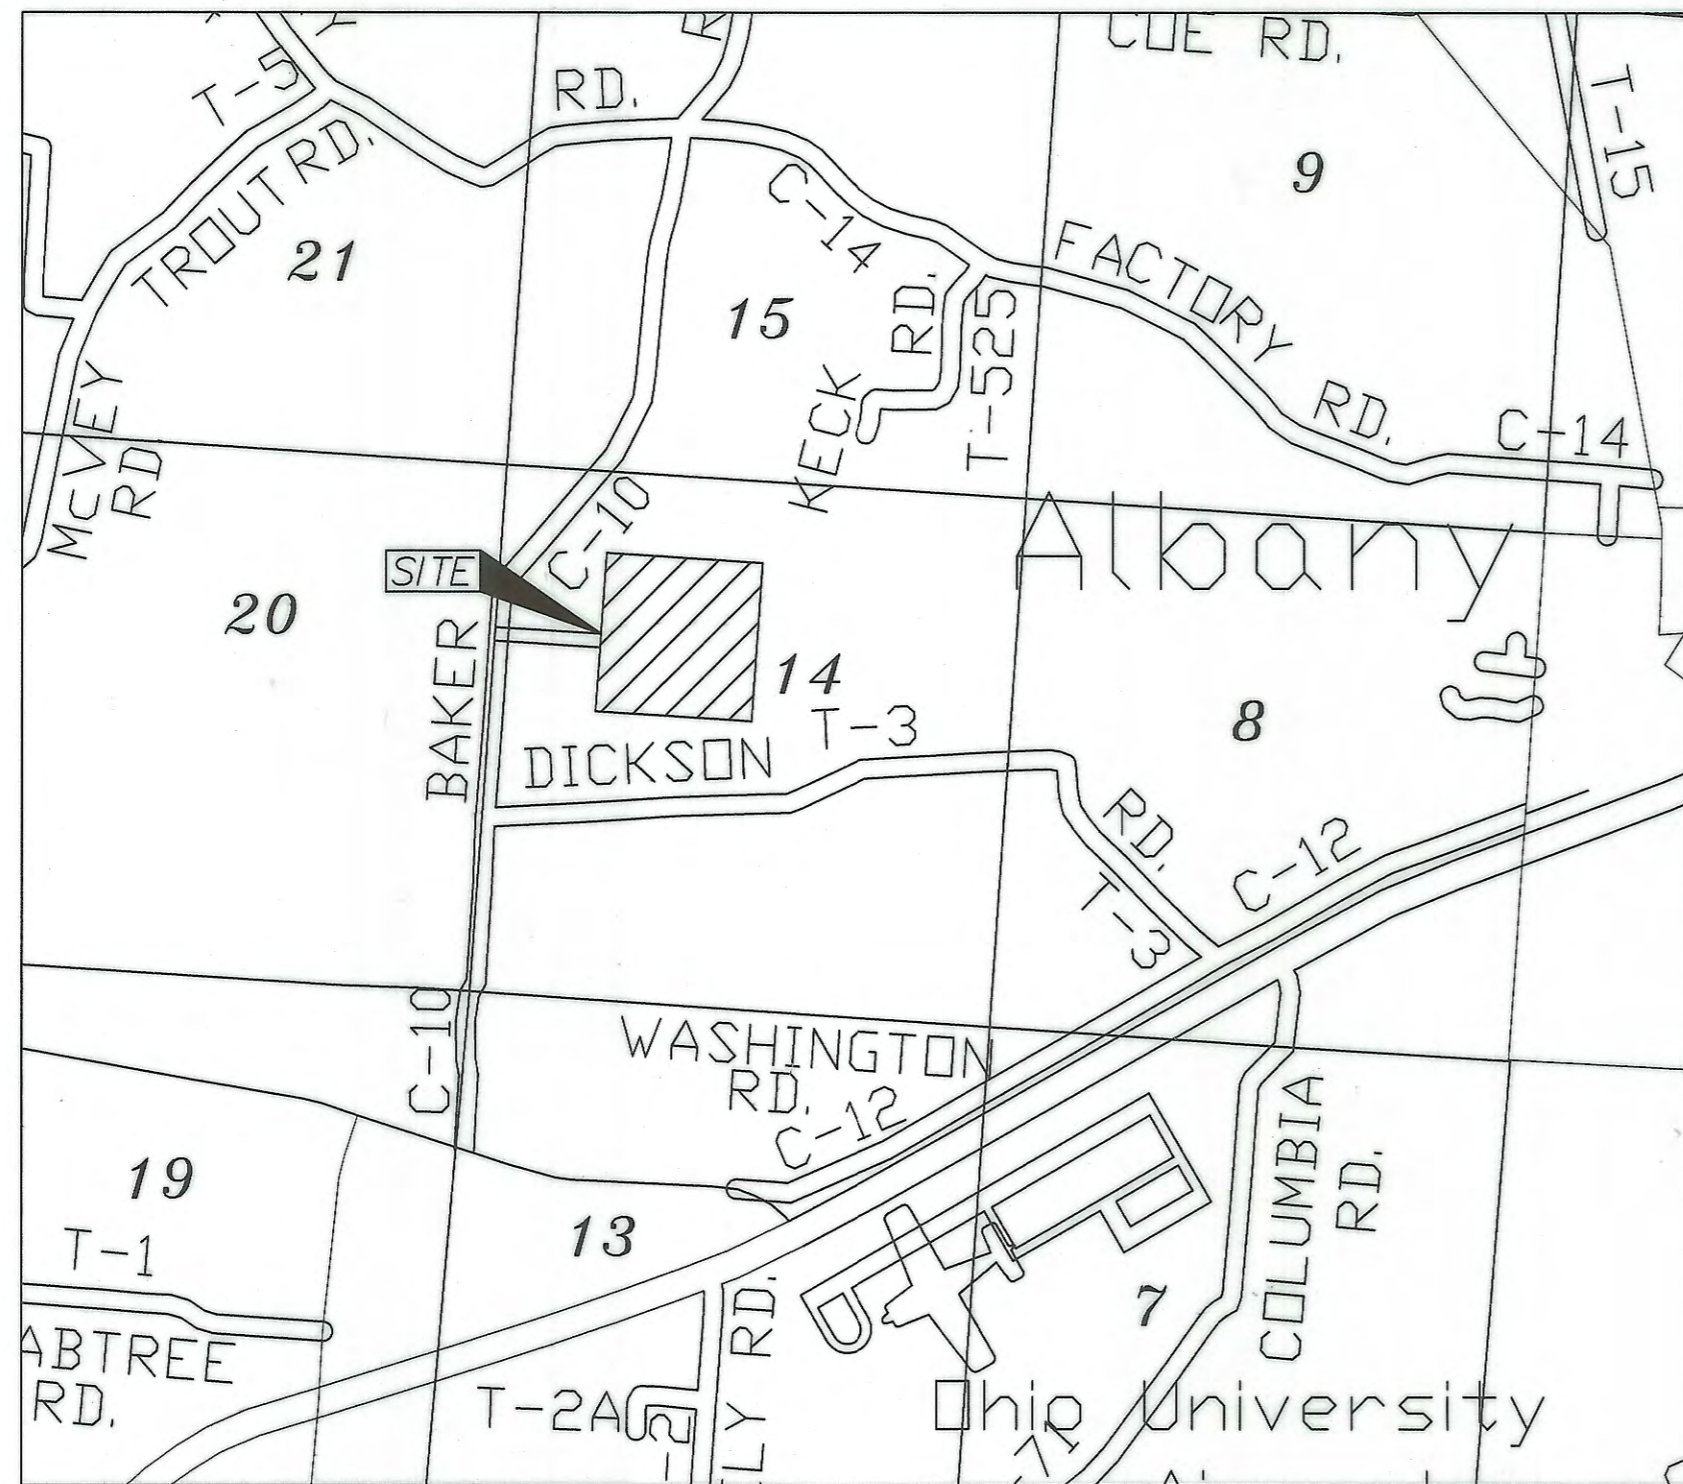 COE RD.
T-5
RD.
T-15
TROUT RD.
9
21
C-14
FACTORY
RD.
C-14
15
KECK
RD.
T-525
McVEY
RD
C-10
Albany
SITE
20
BAKER
14
T-3
8
DICKSON
RD.
T-3
C-12
C-10
WASHINGTON
RD.
C-12
COLUMBIA
RD.
19
13
T-1
7
ABTREE
RD.
T-2A
LY RD.
Ohio University